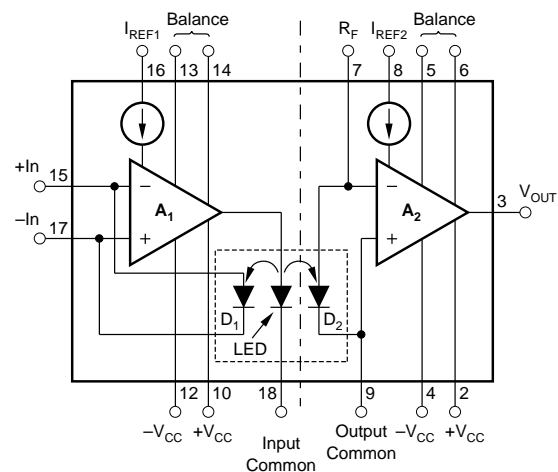 I_REF1 Balance R_F I_REF2 Balance
16 13 14 7 8 5 6
+In 15
–In 17
A1
–
+
A2
–
+
3 V_OUT
D1
LED
D2
12 10 18 9 4 2
–V_CC +V_CC Input Common Output Common –V_CC +V_CC